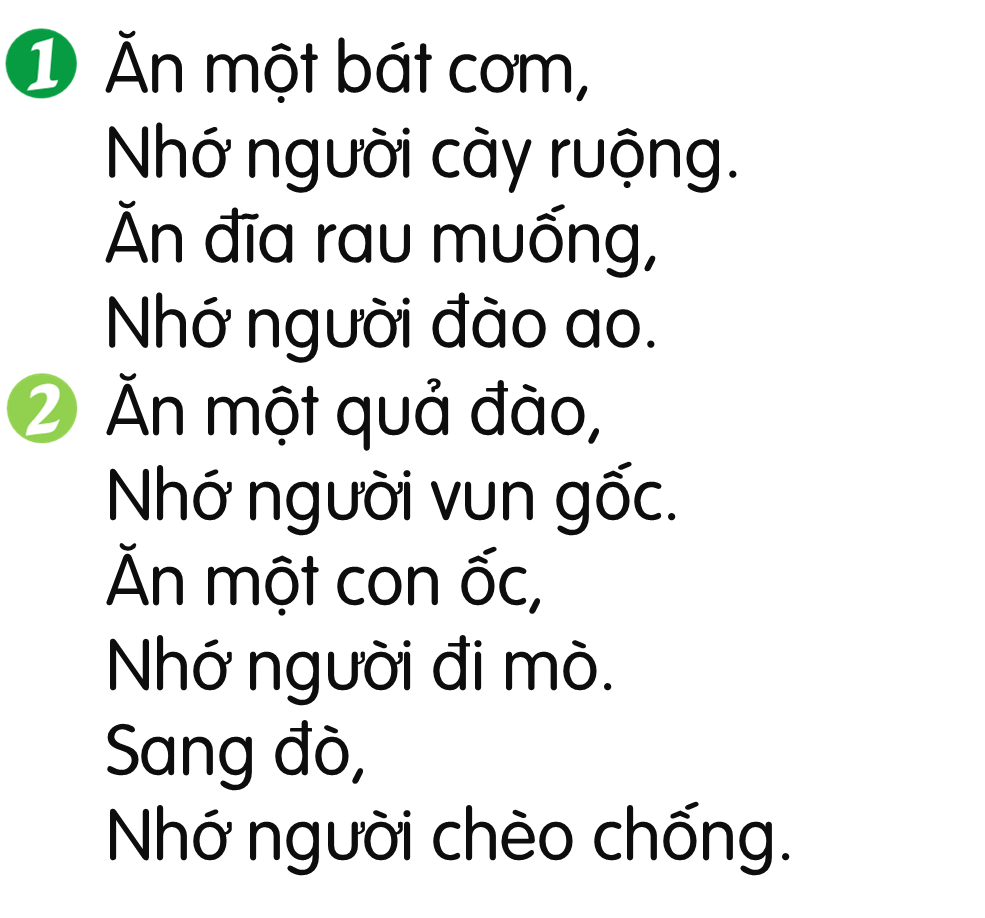 1 Ăn một bát cơm,
Nhớ người cày ruộng.
Ăn đĩa rau muống,
Nhớ người đào ao.
2 Ăn một quả đào,
Nhớ người vun gốc.
Ăn một con ốc,
Nhớ người đi mò.
Sang đò,
Nhớ người chèo chống.